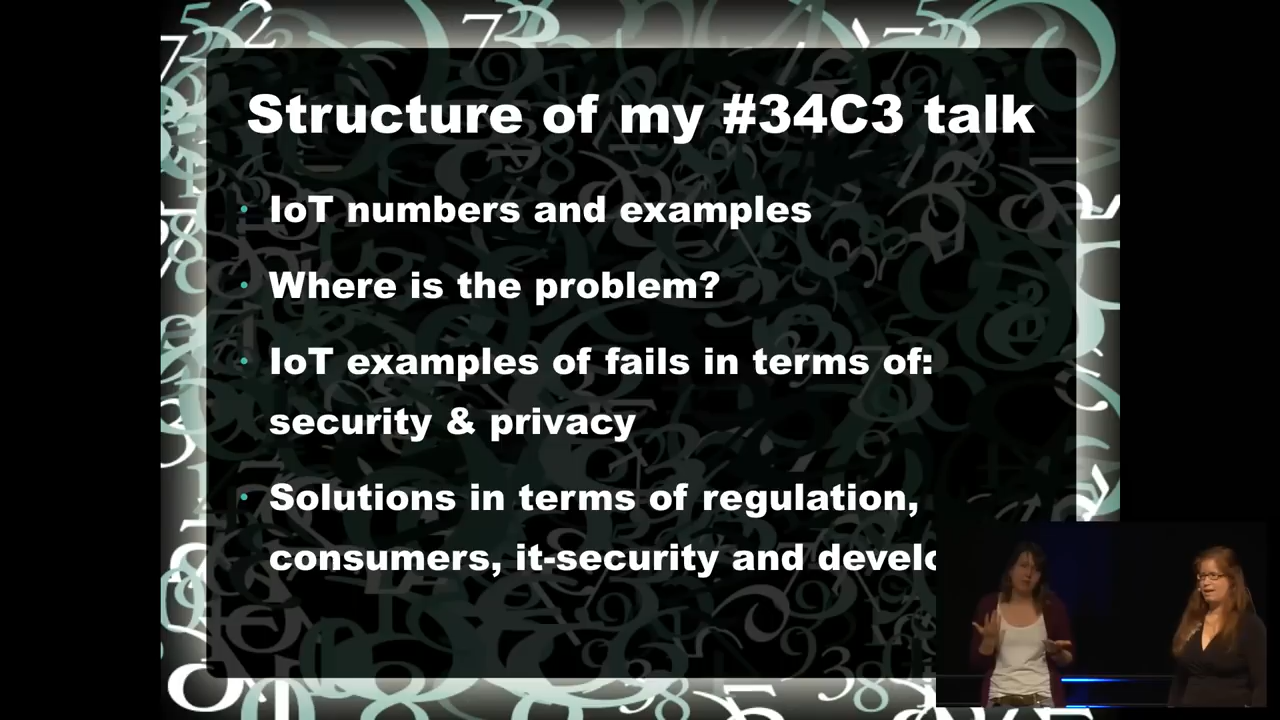 Structure of my #34C3 talk
IoT numbers and examples
Where is the problem?
IoT examples of fails in terms of:
security & privacy
Solutions in terms of regulation,
consumers, it-security and develo